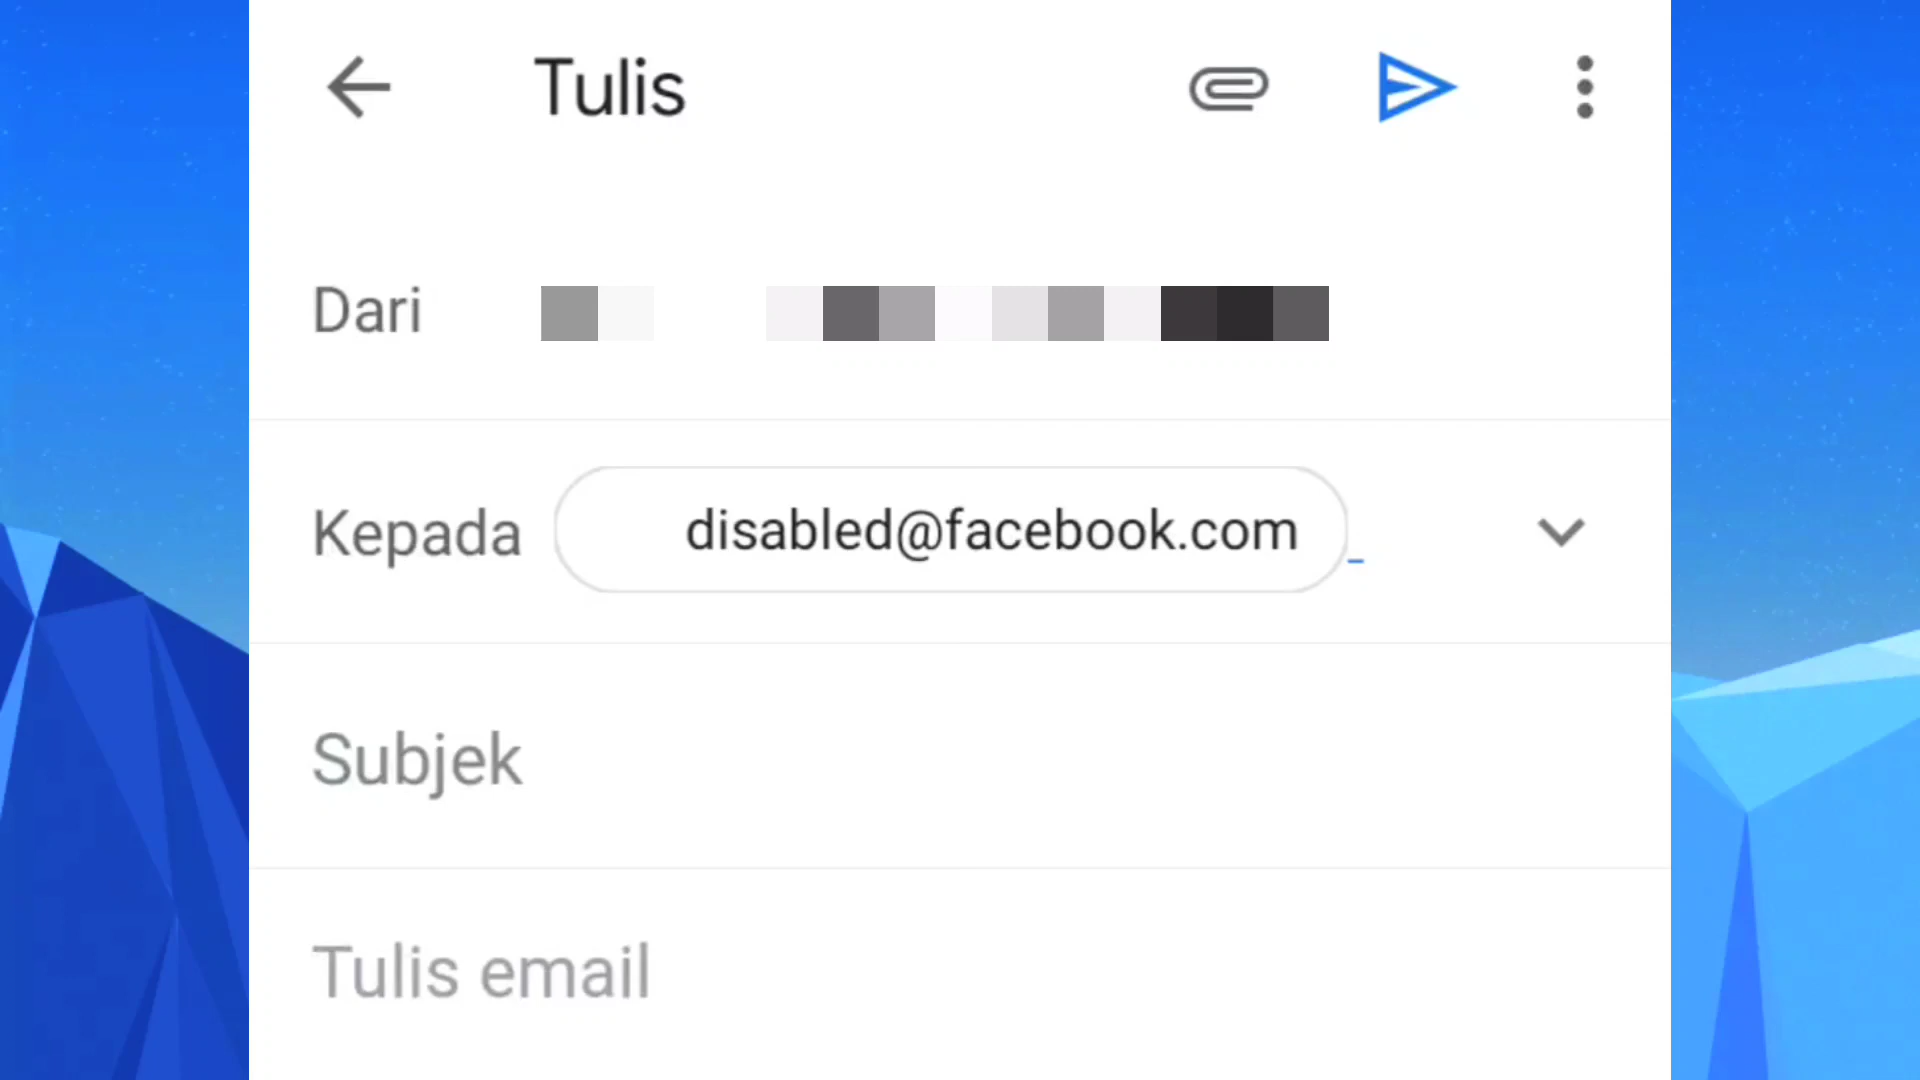 Tulis
Dari
Kepada disabled@facebook.com
Subjek
Tulis email